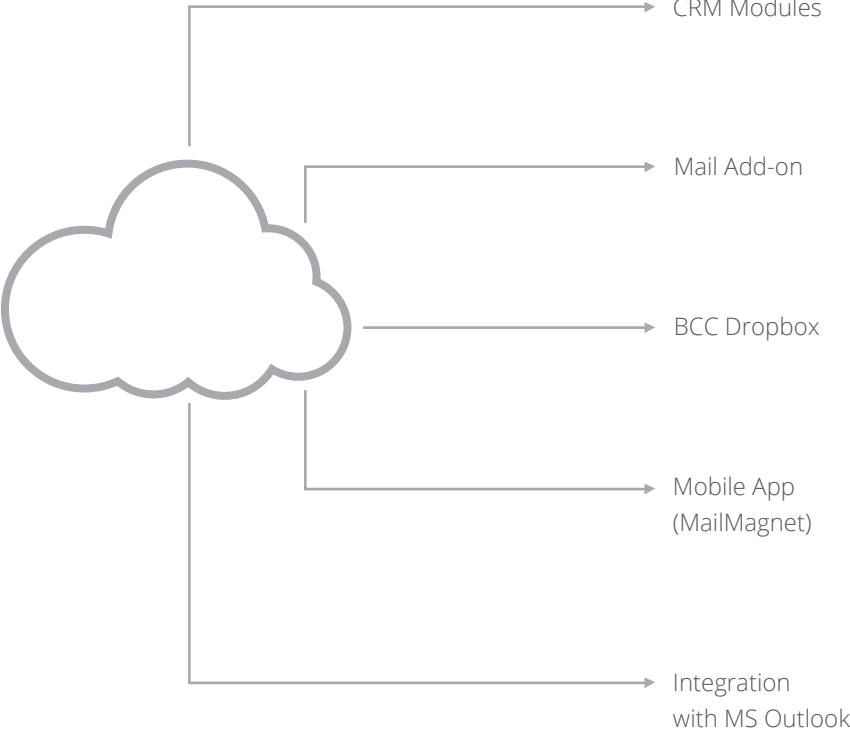 CRM Modules
Mail Add-on
BCC Dropbox
Mobile App
(MailMagnet)
Integration
with MS Outlook